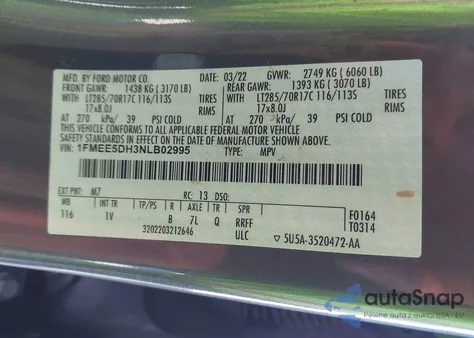 MFD. BY FORD MOTOR CO.
03/22 GVWR: 2749 KG ( 6060 LB)
FRONT GAWR: 1438 KG ( 3170 LB) REAR GAWR: 1393 KG ( 3070 LB)
WITH LT285/70R17C 116/113S TIRES WITH LT285/70R17C 116/113S TIRES
17x8.0J RIMS 17x8.0J RIMS
AT 270 kPa/ 39 PSI COLD AT 270 kPa/ 39 PSI COLD
THIS VEHICLE CONFORMS TO ALL APPLICABLE FEDERAL MOTOR VEHICLE
SAFETY STANDARDS IN EFFECT ON THE DATE OF MANUFACTURE SHOWN ABOVE.
VIN: 1FMEE5DH3NLB02995 TYPE: MPV
EXT PNT: M7 RC: 13 DSO:
WB INT TR TP/PS R AXLE TR SPR F0164
116 1V B 7L Q RRFF T0314
3202203212646 ULC 5U5A-3520472-AA
autoSnap
Pewne auto z USA - EU